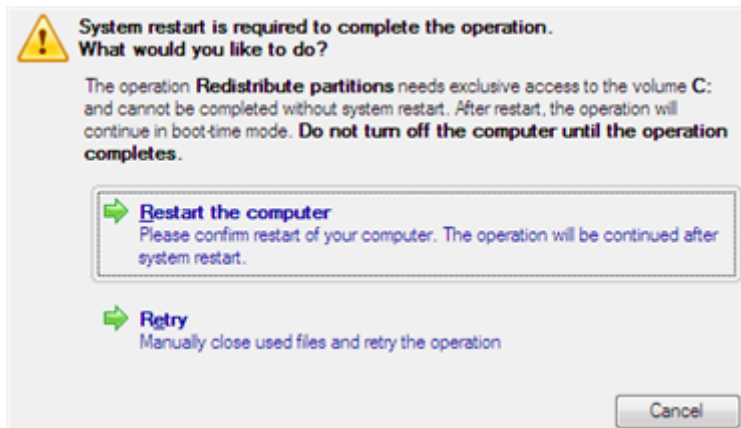 System restart is required to complete the operation.
What would you like to do?
The operation Redistribute partitions needs exclusive access to the volume C:
and cannot be completed without system restart. After restart, the operation will
continue in boot-time mode. Do not turn off the computer until the operation
completes.
Restart the computer
Please confirm restart of your computer. The operation will be continued after
system restart.
Retry
Manually close used files and retry the operation
Cancel